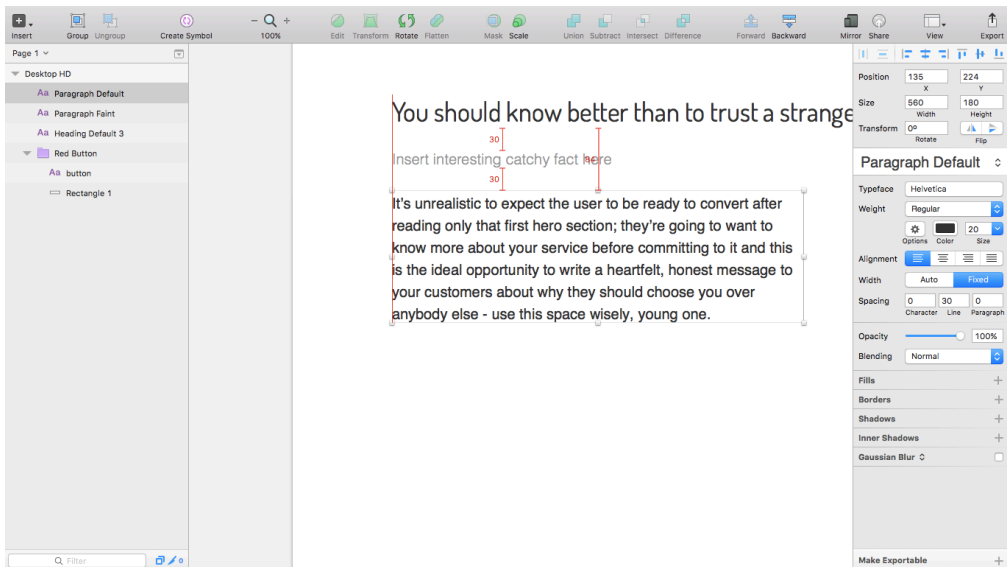 Insert
Group Ungroup
Create Symbol
100%
Edit Transform Rotate Flatten
Mask Scale
Union Subtract Intersect Difference
Forward Backward
Mirror Share
View
Export
Page 1
Desktop HD
Aa Paragraph Default
Aa Paragraph Faint
Aa Heading Default 3
Red Button
Aa button
Rectangle 1
Filter
0
You should know better than to trust a strange
30
Insert interesting catchy fact here
30
It's unrealistic to expect the user to be ready to convert after
reading only that first hero section; they're going to want to
know more about your service before committing to it and this
is the ideal opportunity to write a heartfelt, honest message to
your customers about why they should choose you over
anybody else - use this space wisely, young one.
Position 135 224
X Y
Size 560 180
Width Height
Transform 0º
Rotate Flip
Paragraph Default
Typeface Helvetica
Weight Regular
20
Options Color Size
Alignment
Width Auto Fixed
Spacing 0 30 0
Character Line Paragraph
Opacity 100%
Blending Normal
Fills
Borders
Shadows
Inner Shadows
Gaussian Blur
Make Exportable